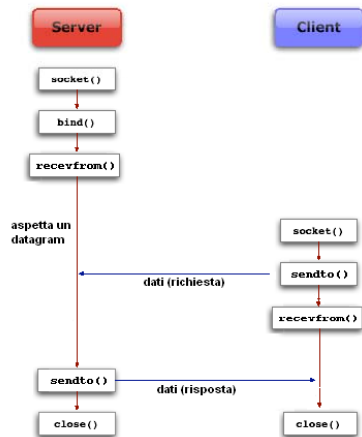 Server
Client
socket()
bind()
recevfrom()
aspetta un
datagram
socket()
sendto()
dati (richiesta)
recevfrom()
sendto()
dati (risposta)
close()
close()